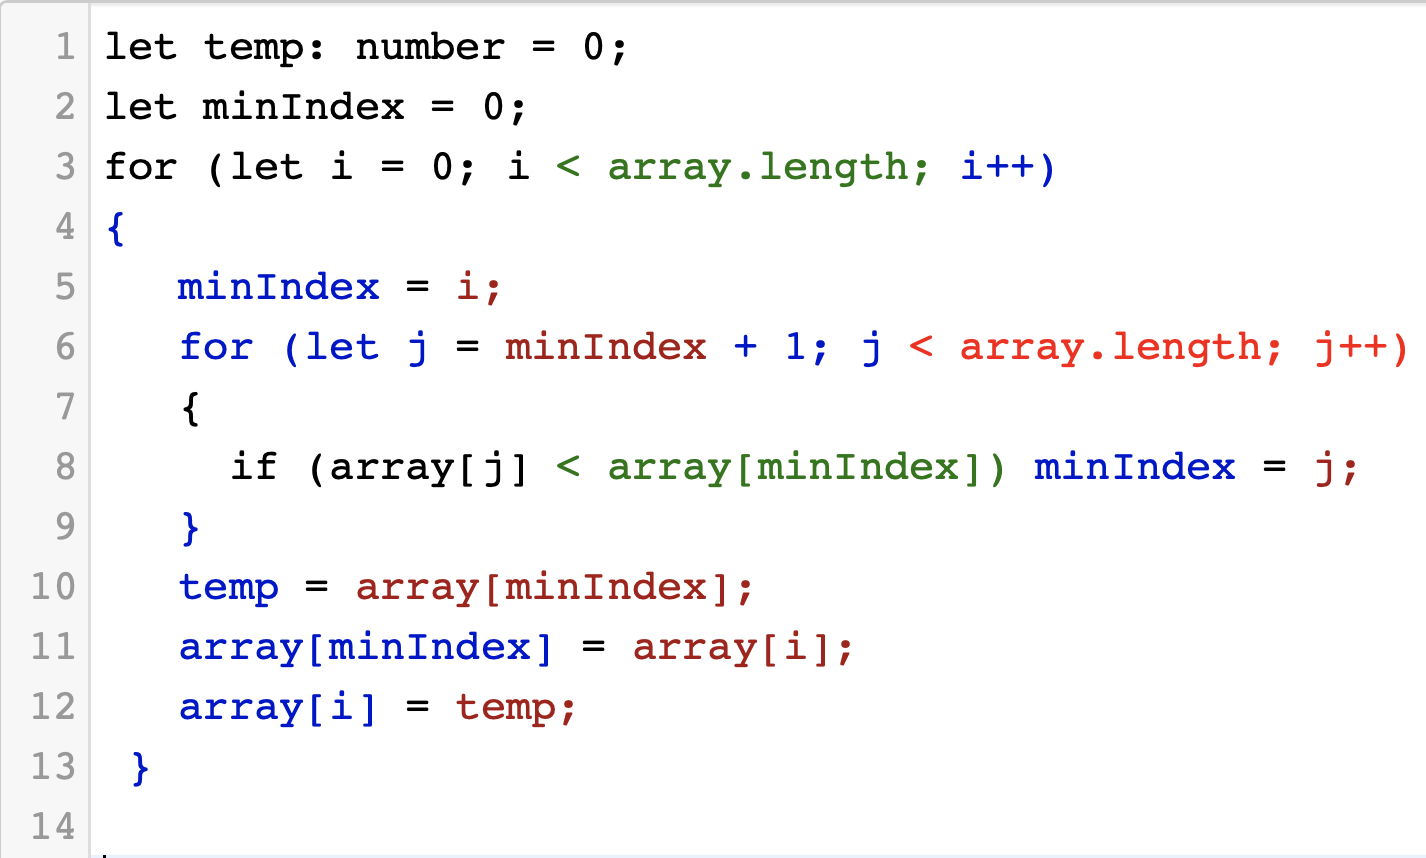 1 let temp: number = 0;
2 let minIndex = 0;
3 for (let i = 0; i < array.length; i++)
4 {
5    minIndex = i;
6    for (let j = minIndex + 1; j < array.length; j++)
7    {
8      if (array[j] < array[minIndex]) minIndex = j;
9    }
10    temp = array[minIndex];
11    array[minIndex] = array[i];
12    array[i] = temp;
13  }
14